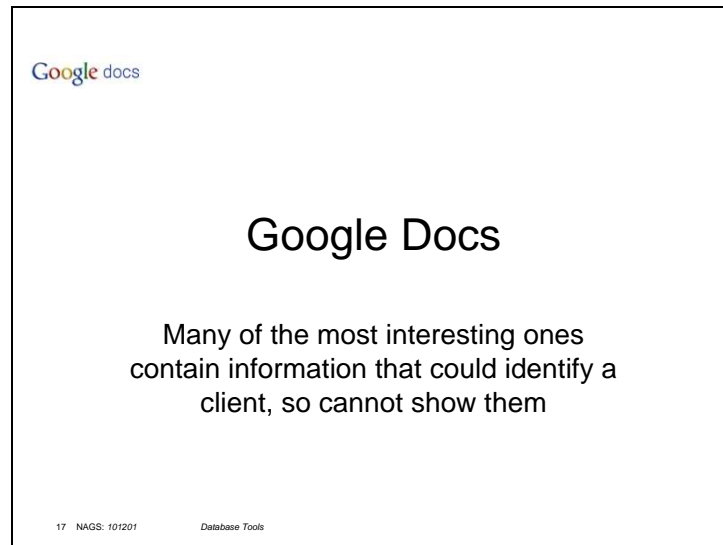 Google docs
Google Docs
Many of the most interesting ones
contain information that could identify a
client, so cannot show them
17 NAGS: 101201 Database Tools